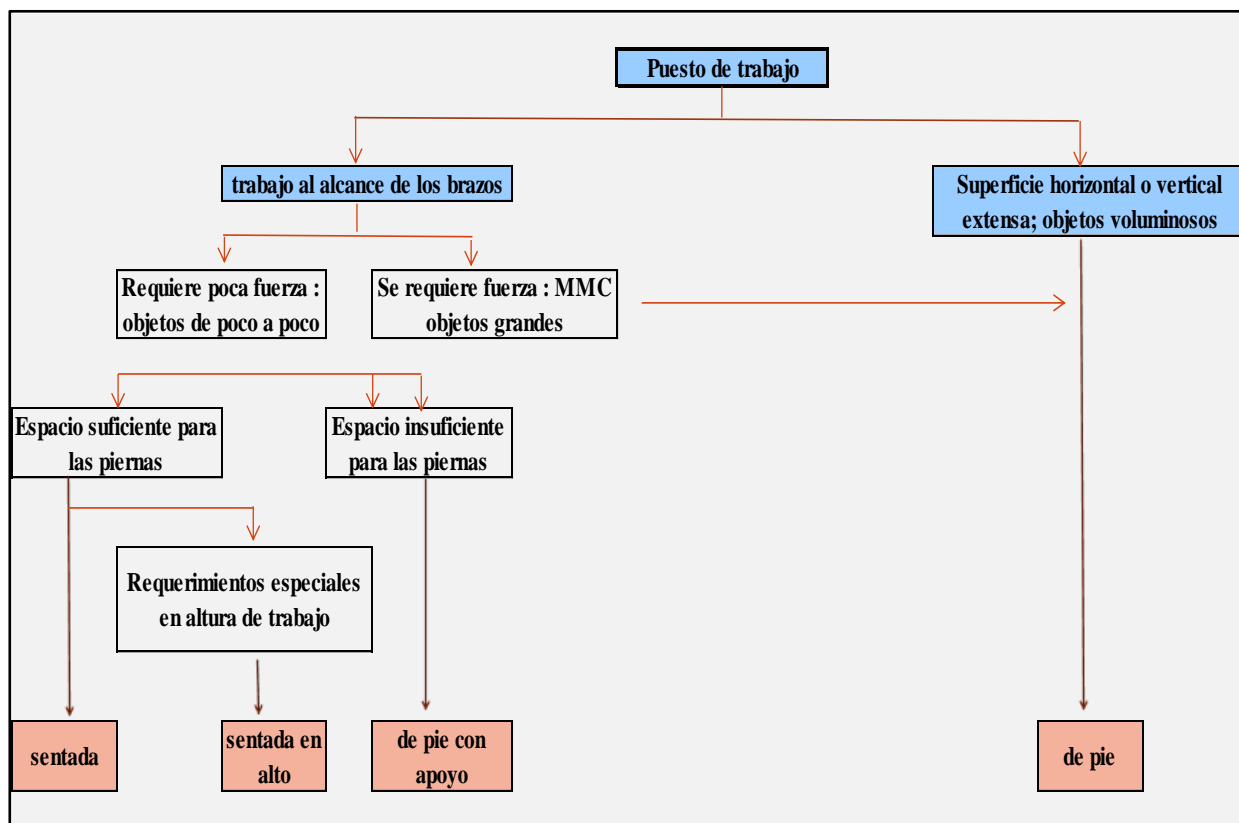 Puesto de trabajo
trabajo al alcance de los brazos
Superficie horizontal o vertical
extensa; objetos voluminosos
Requiere poca fuerza :
objetos de poco a poco
Se requiere fuerza : MMC
objetos grandes
Espacio suficiente para
las piernas
Espacio insuficiente
para las piernas
Requerimientos especiales
en altura de trabajo
sentada
sentada en
alto
de pie con
apoyo
de pie